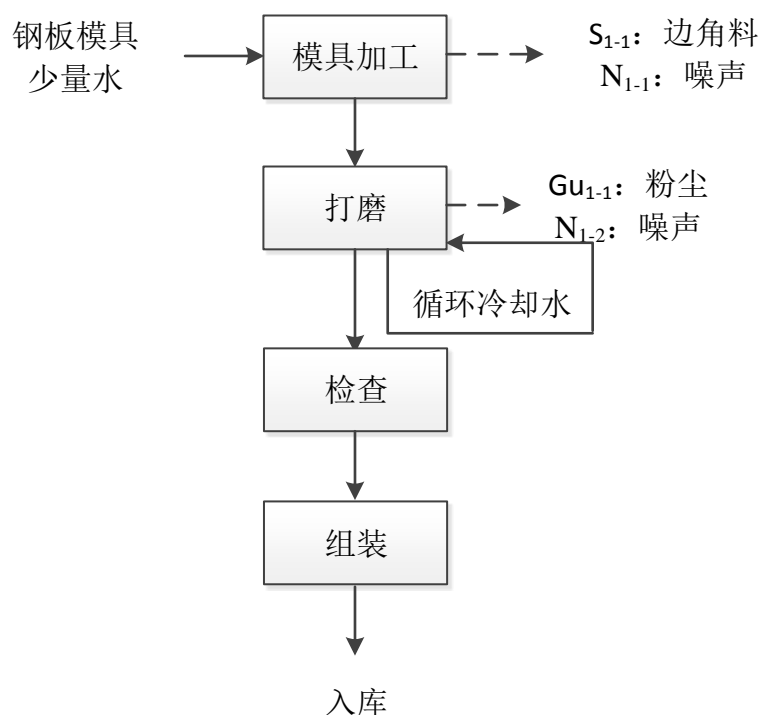 钢板模具
少量水
模具加工
S1-1：边角料
N1-1：噪声
打磨
Gu1-1：粉尘
N1-2：噪声
循环冷却水
检查
组装
入库